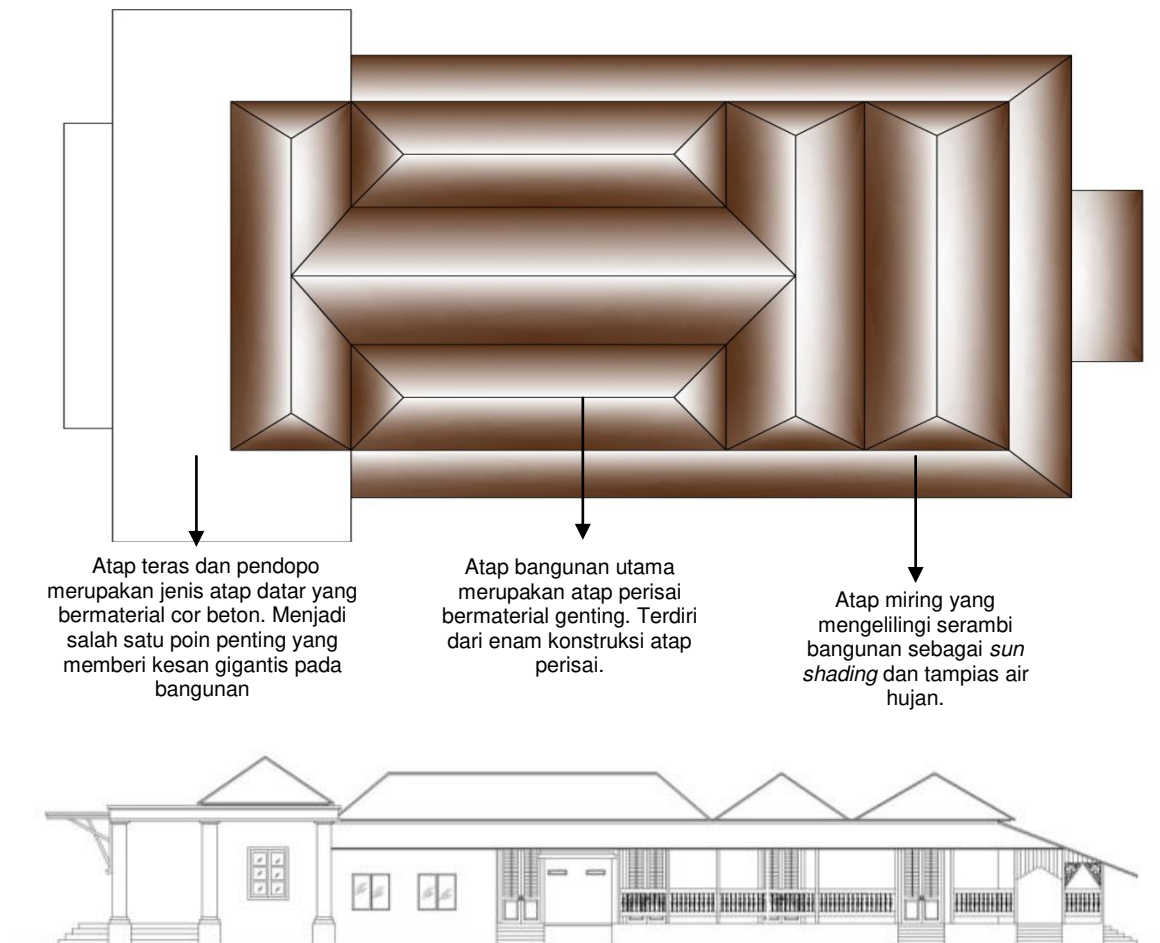 Atap teras dan pendopo
merupakan jenis atap datar yang
bermaterial cor beton. Menjadi
salah satu poin penting yang
memberi kesan gigantis pada
bangunan
Atap bangunan utama
merupakan atap perisai
bermaterial genting. Terdiri
dari enam konstruksi atap
perisai.
Atap miring yang
mengelilingi serambi
bangunan sebagai sun
shading dan tampias air
hujan.